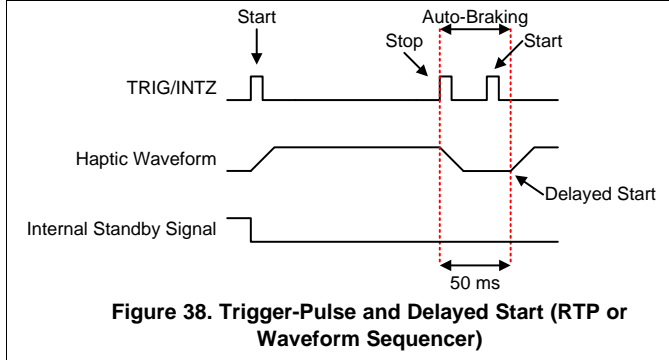 Start
Auto-Braking
Stop
Start
TRIG/INTZ
Haptic Waveform
Delayed Start
Internal Standby Signal
50 ms
Figure 38. Trigger-Pulse and Delayed Start (RTP or
Waveform Sequencer)